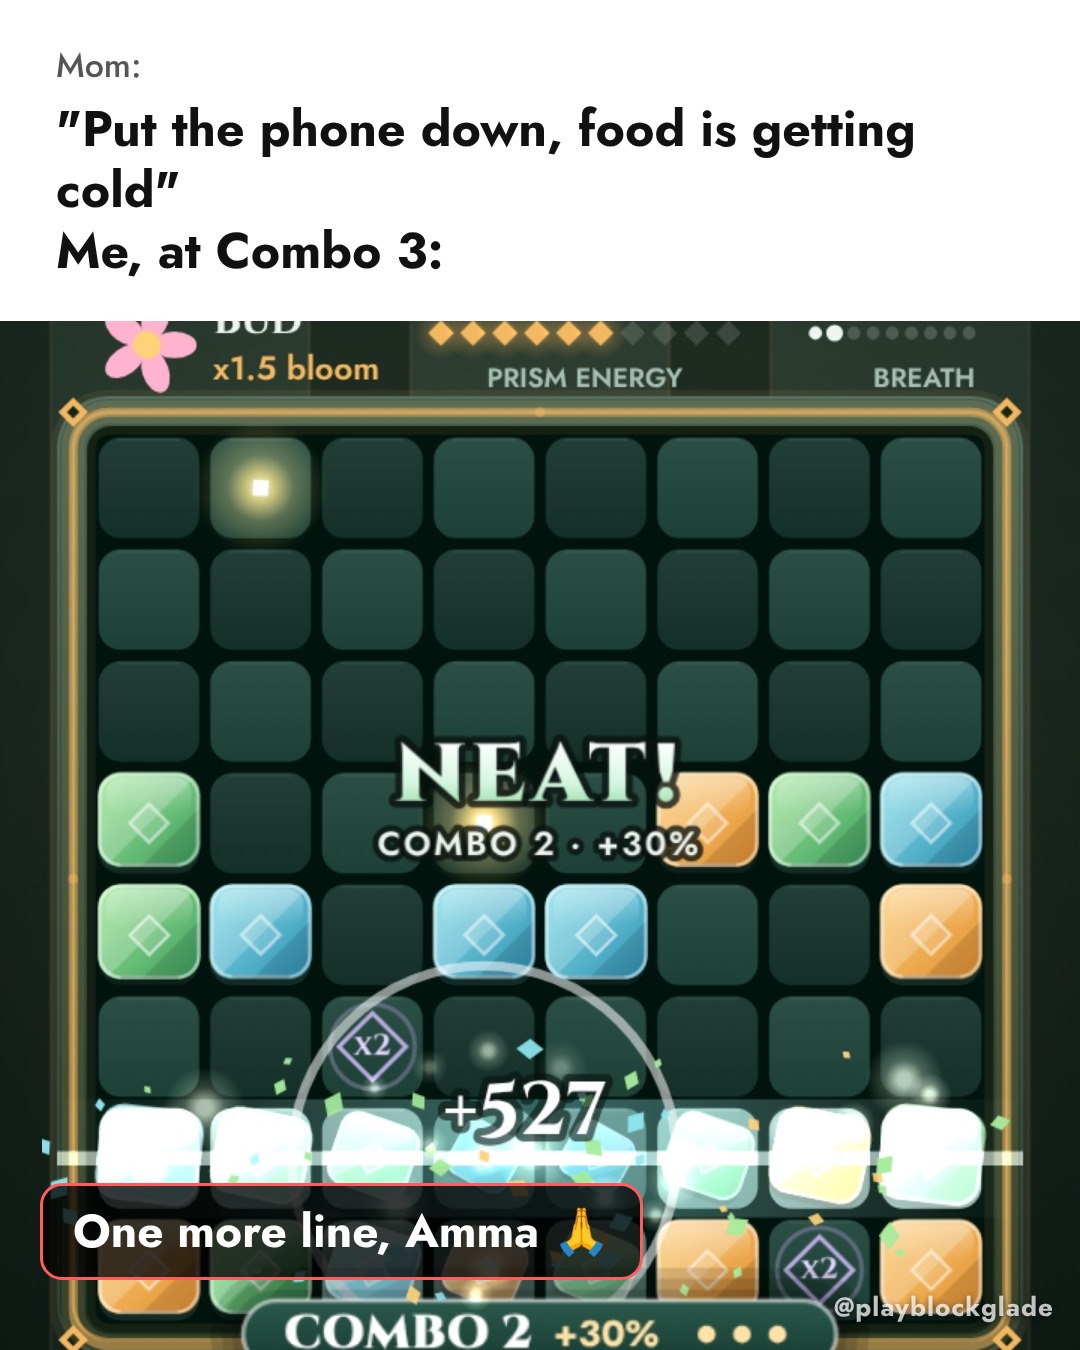 Mom:
"Put the phone down, food is getting
cold"
Me, at Combo 3:
BUD
x1.5 bloom
PRISM ENERGY
BREATH
NEAT!
COMBO 2 · +30%
x2
+527
One more line, Amma 🙏
x2
@playblockglade
COMBO 2 +30%